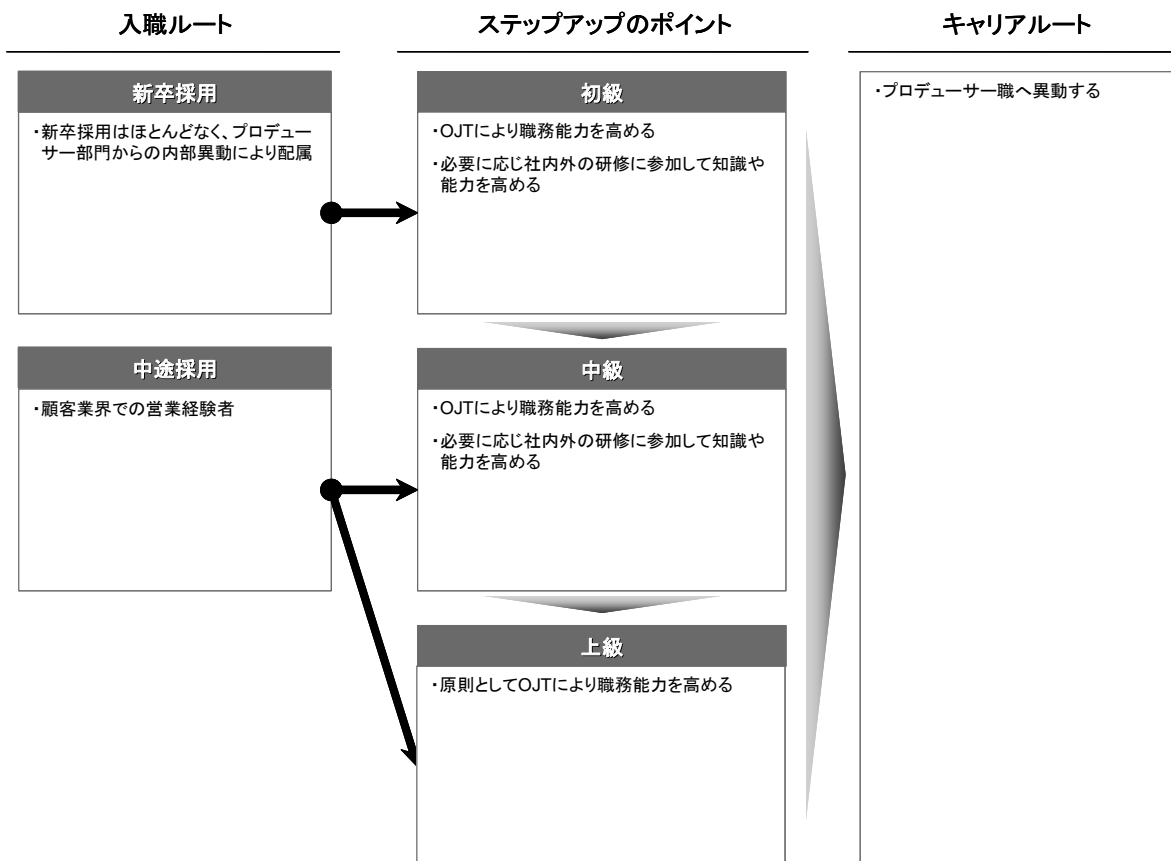 入職ルート
ステップアップのポイント
キャリアルート
新卒採用
・新卒採用はほとんどなく、プロデュー
サー部門からの内部異動により配属
中途採用
・顧客業界での営業経験者
初級
・OJTにより職務能力を高める
・必要に応じ社内外の研修に参加して知識や
能力を高める
中級
・OJTにより職務能力を高める
・必要に応じ社内外の研修に参加して知識や
能力を高める
上級
・原則としてOJTにより職務能力を高める
・プロデューサー職へ異動する